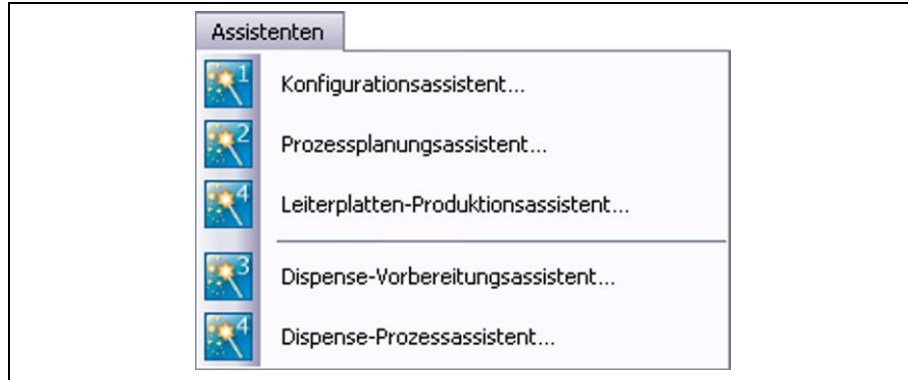 Assistenten
1 Konfigurationsassistent...
2 Prozessplanungsassistent...
4 Leiterplatten-Produktionsassistent...
3 Dispense-Vorbereitungsassistent...
4 Dispense-Prozessassistent...